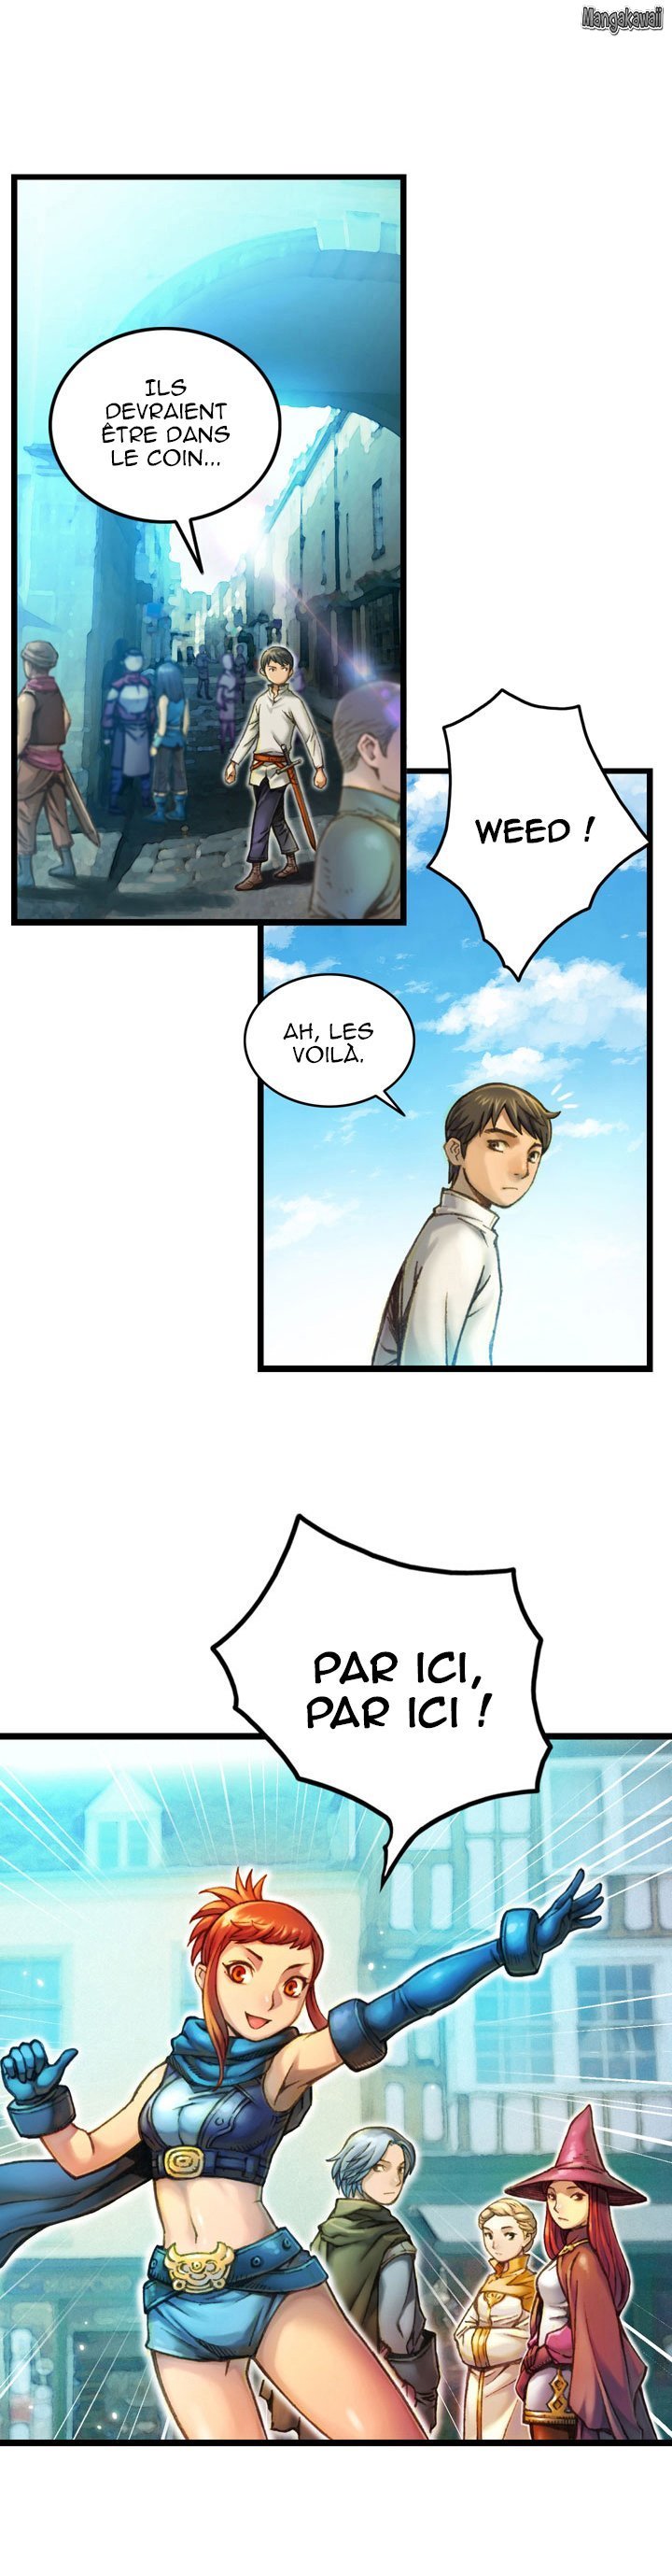 Mangakawaii
ILS
DEVRAIENT
ÊTRE DANS
LE COIN...
WEED !
AH, LES
VOILÀ.
PAR ICI,
PAR ICI !